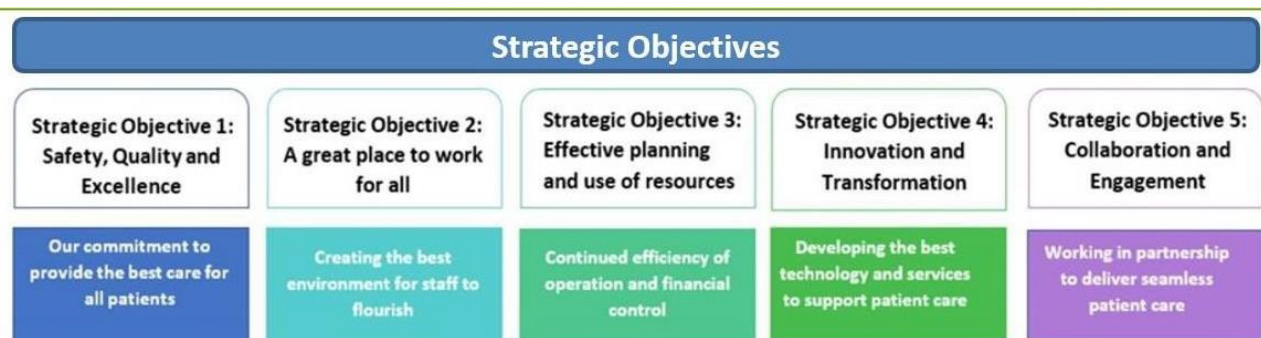 Strategic Objectives
Strategic Objective 1:
Safety, Quality and
Excellence
Our commitment to
provide the best care for
all patients
Strategic Objective 2:
A great place to work
for all
Creating the best
environment for staff to
flourish
Strategic Objective 3:
Effective planning
and use of resources
Continued efficiency of
operation and financial
control
Strategic Objective 4:
Innovation and
Transformation
Developing the best
technology and services
to support patient care
Strategic Objective 5:
Collaboration and
Engagement
Working in partnership
to deliver seamless
patient care